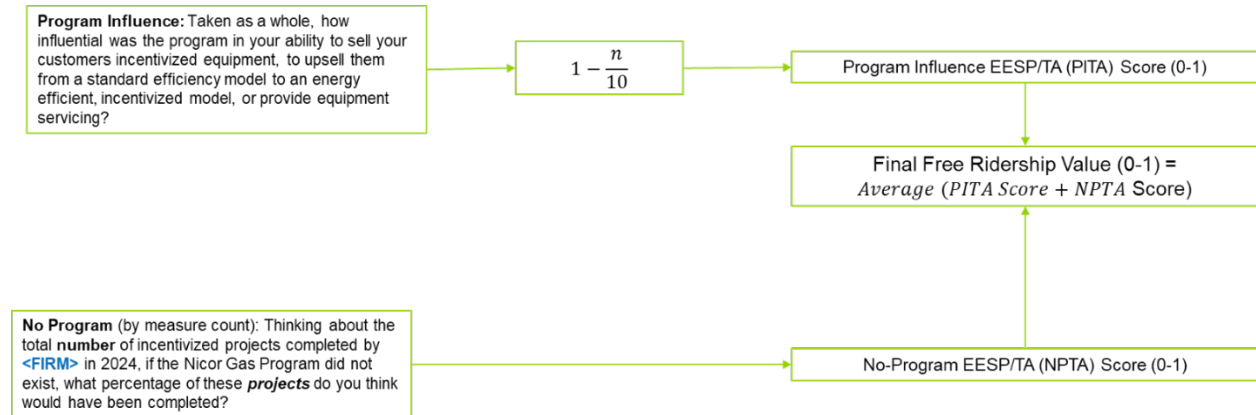 Program Influence: Taken as a whole, how
influential was the program in your ability to sell your
customers incentivized equipment, to upsell them
from a standard efficiency model to an energy
efficient, incentivized model, or provide equipment
servicing?
1 − n/10
Program Influence EESP/TA (PITA) Score (0-1)
Final Free Ridership Value (0-1) =
Average (PITA Score + NPTA Score)
No Program (by measure count): Thinking about the
total number of incentivized projects completed by
<FIRM> in 2024, if the Nicor Gas Program did not
exist, what percentage of these projects do you think
would have been completed?
No-Program EESP/TA (NPTA) Score (0-1)